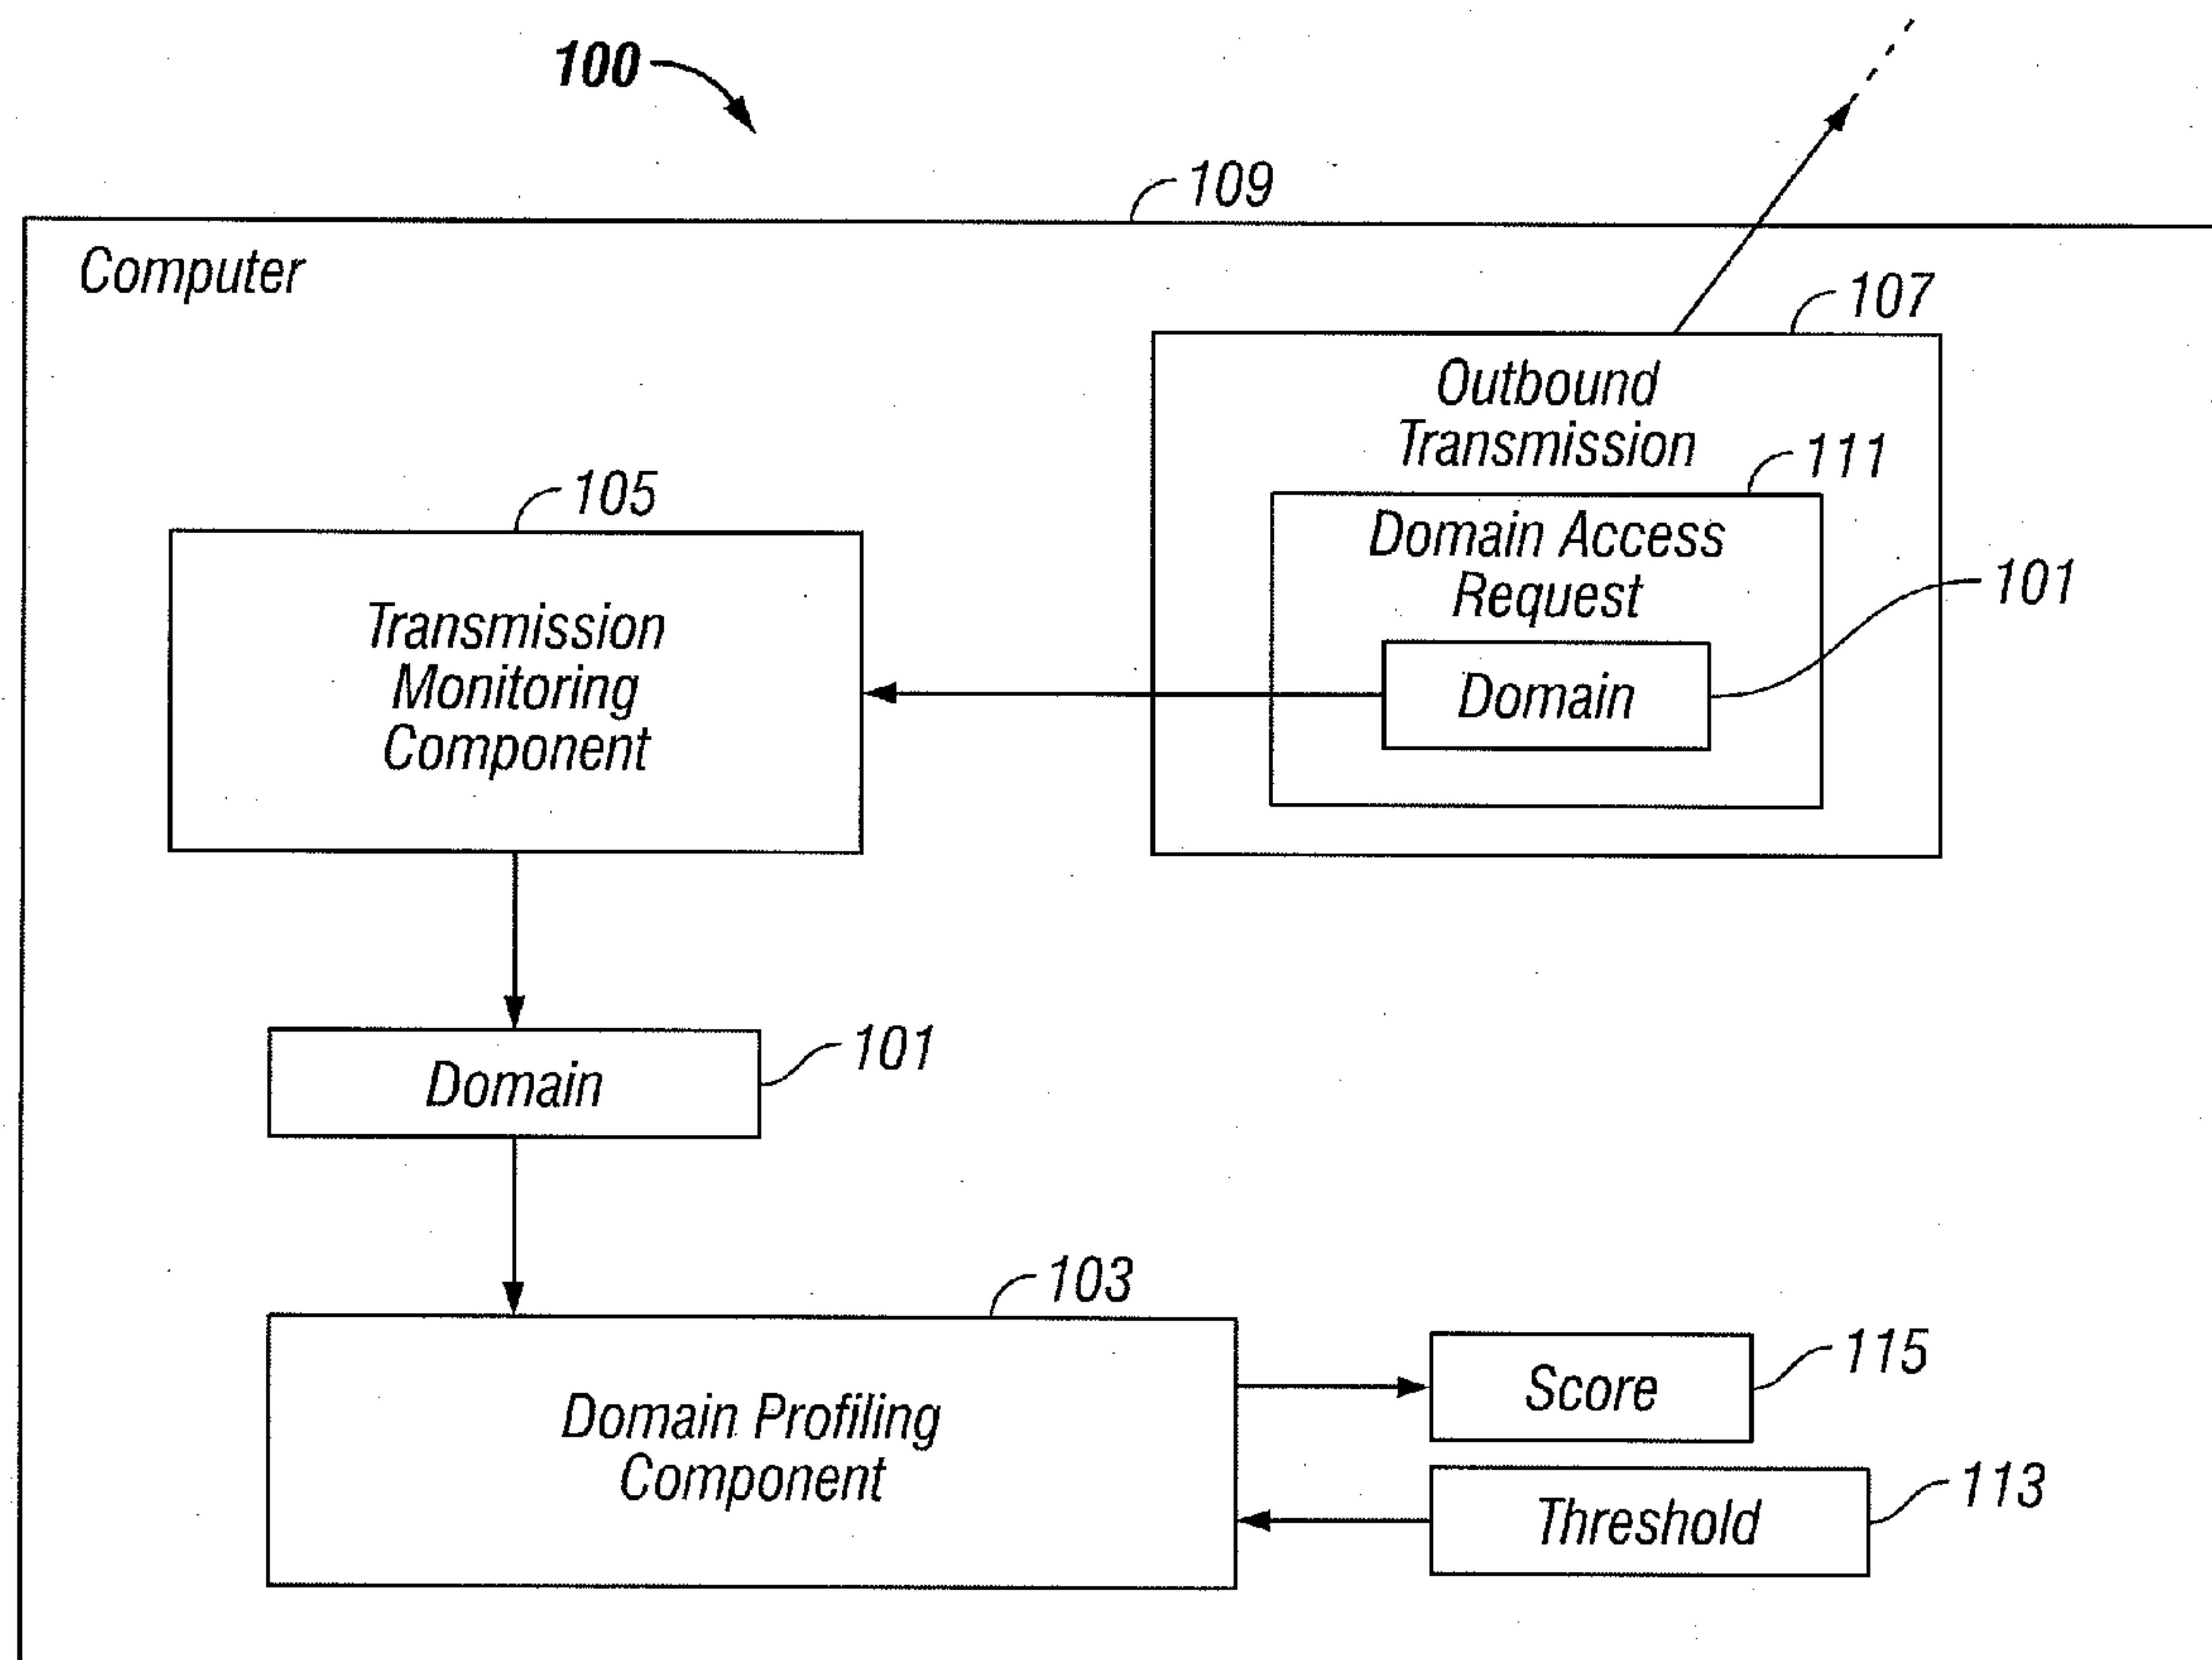 100
109
Computer
107
Outbound
Transmission
111
Domain Access
Request
101
Domain
105
Transmission
Monitoring
Component
101
Domain
103
Domain Profiling
Component
115
Score
113
Threshold